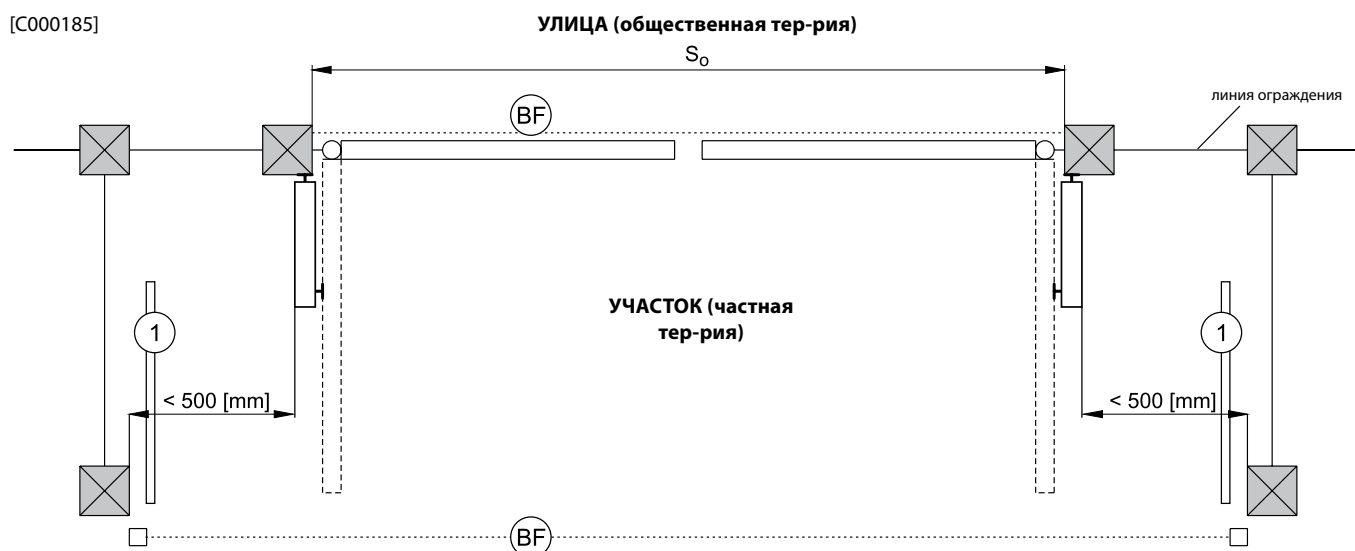 [C000185]
УЛИЦА (общественная тер-рия)
So
линия ограждения
BF
УЧАСТОК (частная
тер-рия)
1
1
< 500 [mm]
< 500 [mm]
BF